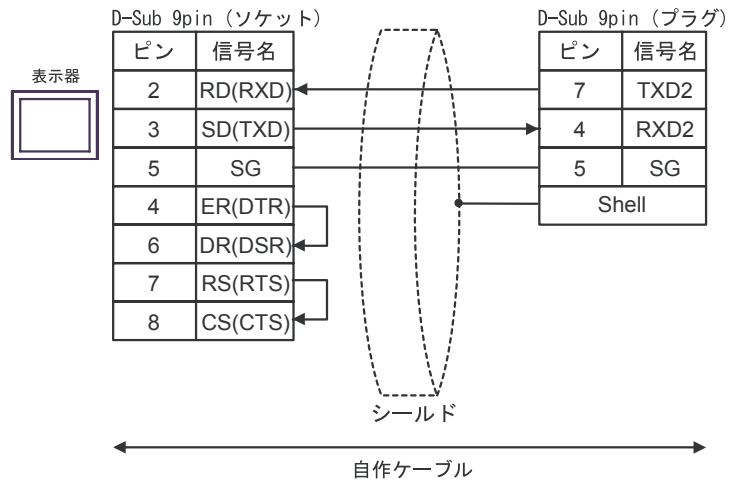 D-Sub 9pin (ソケット)
D-Sub 9pin (プラグ)
表示器
ピン 信号名
2 RD(RXD)
3 SD(TXD)
5 SG
4 ER(DTR)
6 DR(DSR)
7 RS(RTS)
8 CS(CTS)
ピン 信号名
7 TXD2
4 RXD2
5 SG
Shell
シールド
自作ケーブル